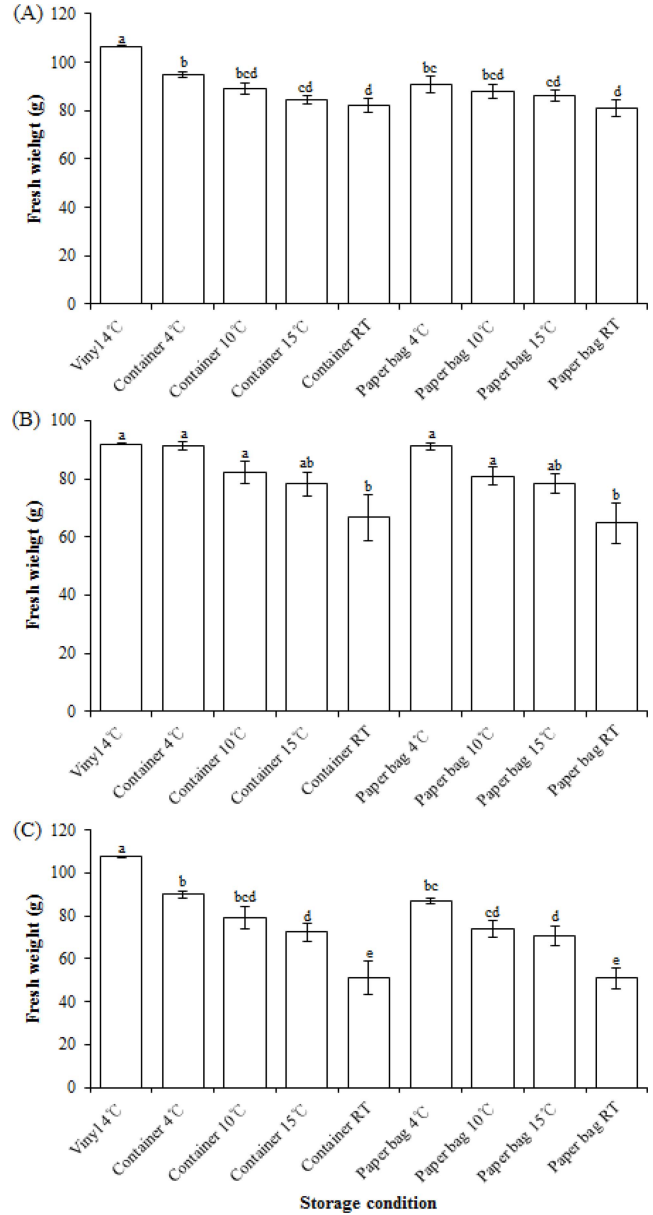 (A)
120
100
80
60
40
20
0
Fresh wiehgt (g)
a
b
bcd
cd
d
bc
bcd
cd
d
Vinyl 4℃
Container 4℃
Container 10℃
Container 15℃
Container RT
Paper bag 4℃
Paper bag 10℃
Paper bag 15℃
Paper bag RT
(B)
100
80
60
40
20
0
Fresh wiehgt (g)
a
a
a
ab
b
a
a
ab
b
Vinyl 4℃
Container 4℃
Container 10℃
Container 15℃
Container RT
Paper bag 4℃
Paper bag 10℃
Paper bag 15℃
Paper bag RT
(C)
120
100
80
60
40
20
0
Fresh weight (g)
a
b
bcd
d
e
bc
cd
d
e
Vinyl 4℃
Container 4℃
Container 10℃
Container 15℃
Container RT
Paper bag 4℃
Paper bag 10℃
Paper bag 15℃
Paper bag RT
Storage condition